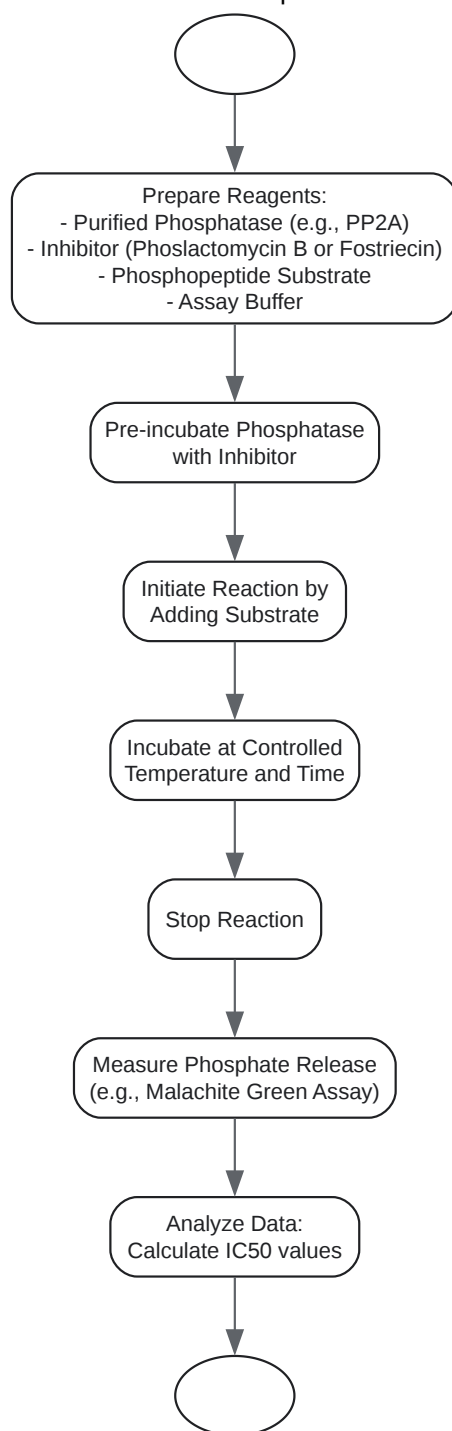 Prepare Reagents:
- Purified Phosphatase (e.g., PP2A)
- Inhibitor (Phoslactomycin B or Fostriecin)
- Phosphopeptide Substrate
- Assay Buffer
Pre-incubate Phosphatase
with Inhibitor
Initiate Reaction by
Adding Substrate
Incubate at Controlled
Temperature and Time
Stop Reaction
Measure Phosphate Release
(e.g., Malachite Green Assay)
Analyze Data:
Calculate IC50 values